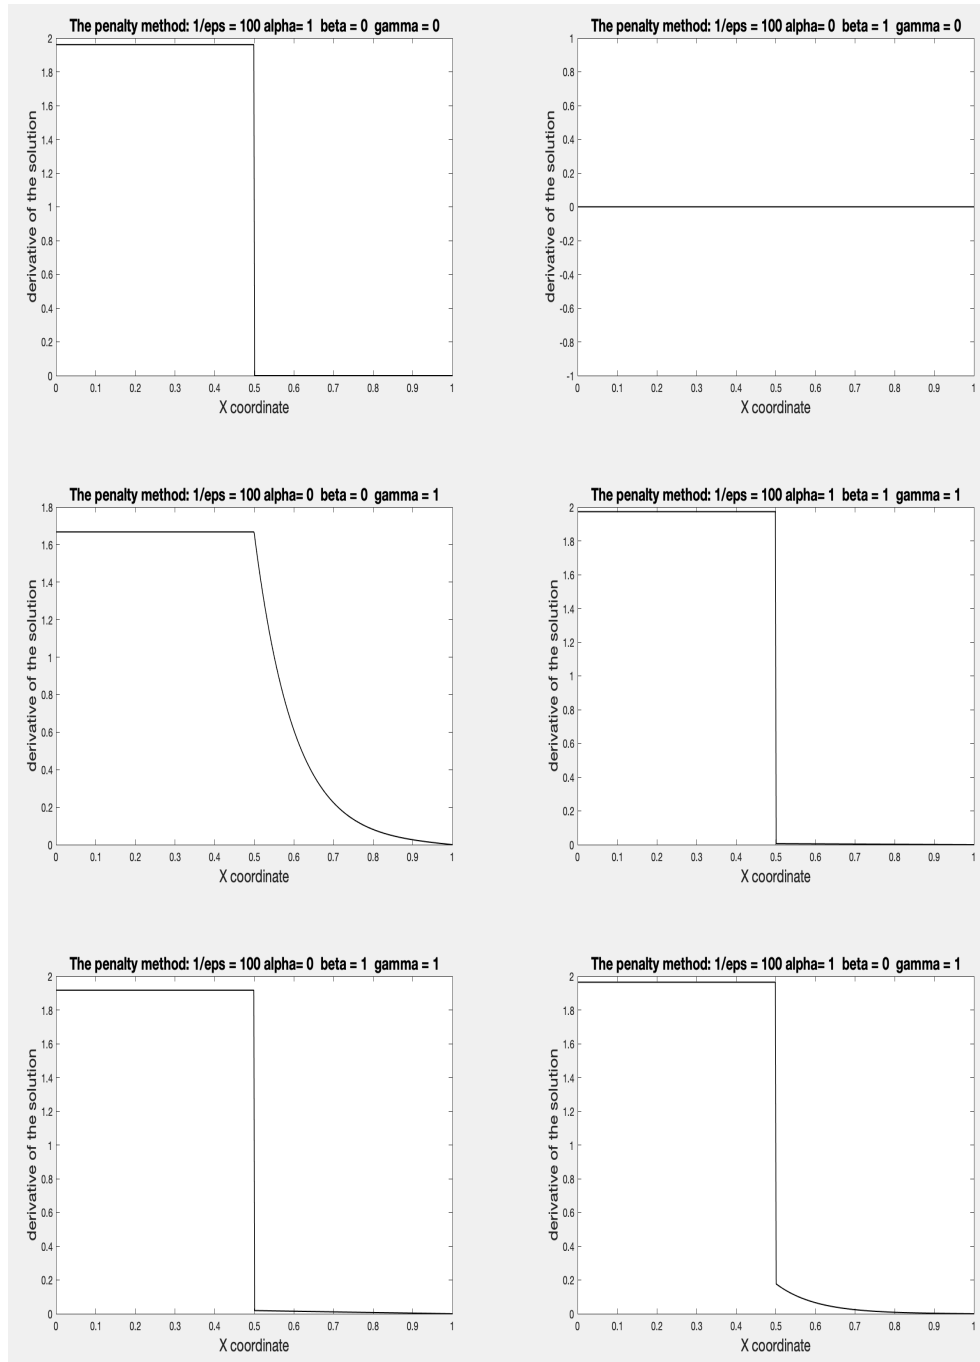 The penalty method: 1/eps = 100 alpha= 1 beta = 0 gamma = 0
2
1.8
1.6
1.4
1.2
1
0.8
0.6
0.4
0.2
0
derivative of the solution
0 0.1 0.2 0.3 0.4 0.5 0.6 0.7 0.8 0.9 1
X coordinate
The penalty method: 1/eps = 100 alpha= 0 beta = 1 gamma = 0
1
0.8
0.6
0.4
0.2
0
-0.2
-0.4
-0.6
-0.8
-1
derivative of the solution
0 0.1 0.2 0.3 0.4 0.5 0.6 0.7 0.8 0.9 1
X coordinate
The penalty method: 1/eps = 100 alpha= 0 beta = 0 gamma = 1
1.8
1.6
1.4
1.2
1
0.8
0.6
0.4
0.2
0
derivative of the solution
0 0.1 0.2 0.3 0.4 0.5 0.6 0.7 0.8 0.9 1
X coordinate
The penalty method: 1/eps = 100 alpha= 1 beta = 1 gamma = 1
2
1.8
1.6
1.4
1.2
1
0.8
0.6
0.4
0.2
0
derivative of the solution
0 0.1 0.2 0.3 0.4 0.5 0.6 0.7 0.8 0.9 1
X coordinate
The penalty method: 1/eps = 100 alpha= 0 beta = 1 gamma = 1
2
1.8
1.6
1.4
1.2
1
0.8
0.6
0.4
0.2
0
derivative of the solution
0 0.1 0.2 0.3 0.4 0.5 0.6 0.7 0.8 0.9 1
X coordinate
The penalty method: 1/eps = 100 alpha= 1 beta = 0 gamma = 1
2
1.8
1.6
1.4
1.2
1
0.8
0.6
0.4
0.2
0
derivative of the solution
0 0.1 0.2 0.3 0.4 0.5 0.6 0.7 0.8 0.9 1
X coordinate